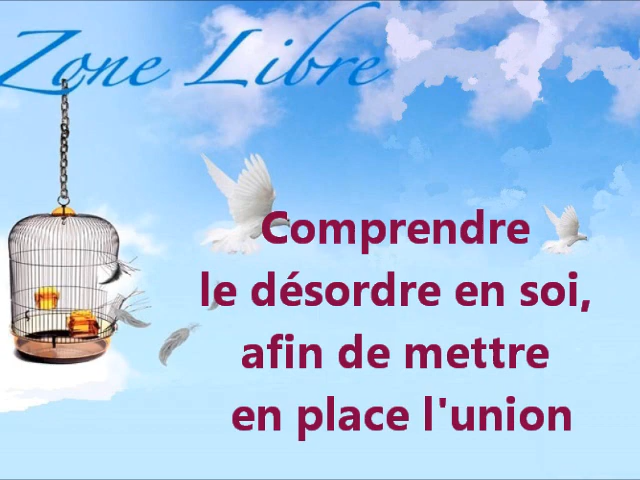 Zone Libre
Comprendre
le désordre en soi,
afin de mettre
en place l'union